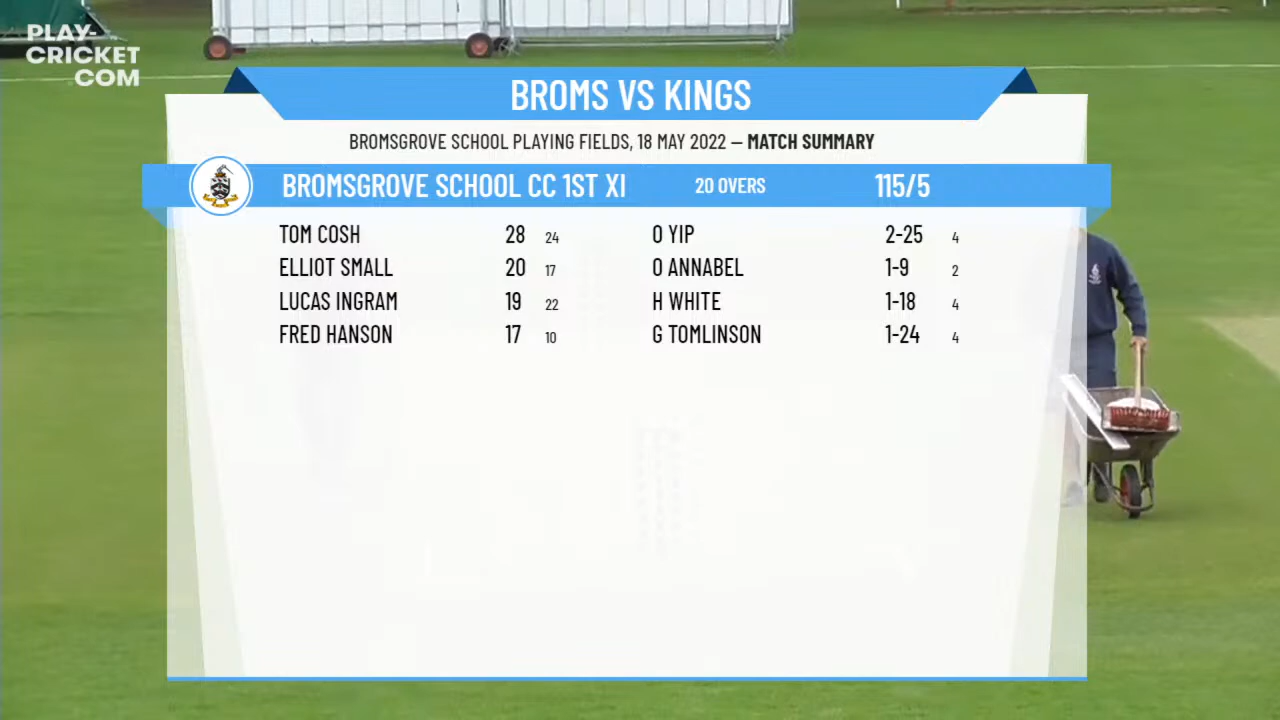 PLAY-
CRICKET
COM
BROMS VS KINGS
BROMSGROVE SCHOOL PLAYING FIELDS, 18 MAY 2022 – MATCH SUMMARY
BROMSGROVE SCHOOL CC 1ST XI 20 OVERS 115/5
TOM COSH 28 24 O YIP 2-25 4
ELLIOT SMALL 20 17 O ANNABEL 1-9 2
LUCAS INGRAM 19 22 H WHITE 1-18 4
FRED HANSON 17 10 G TOMLINSON 1-24 4